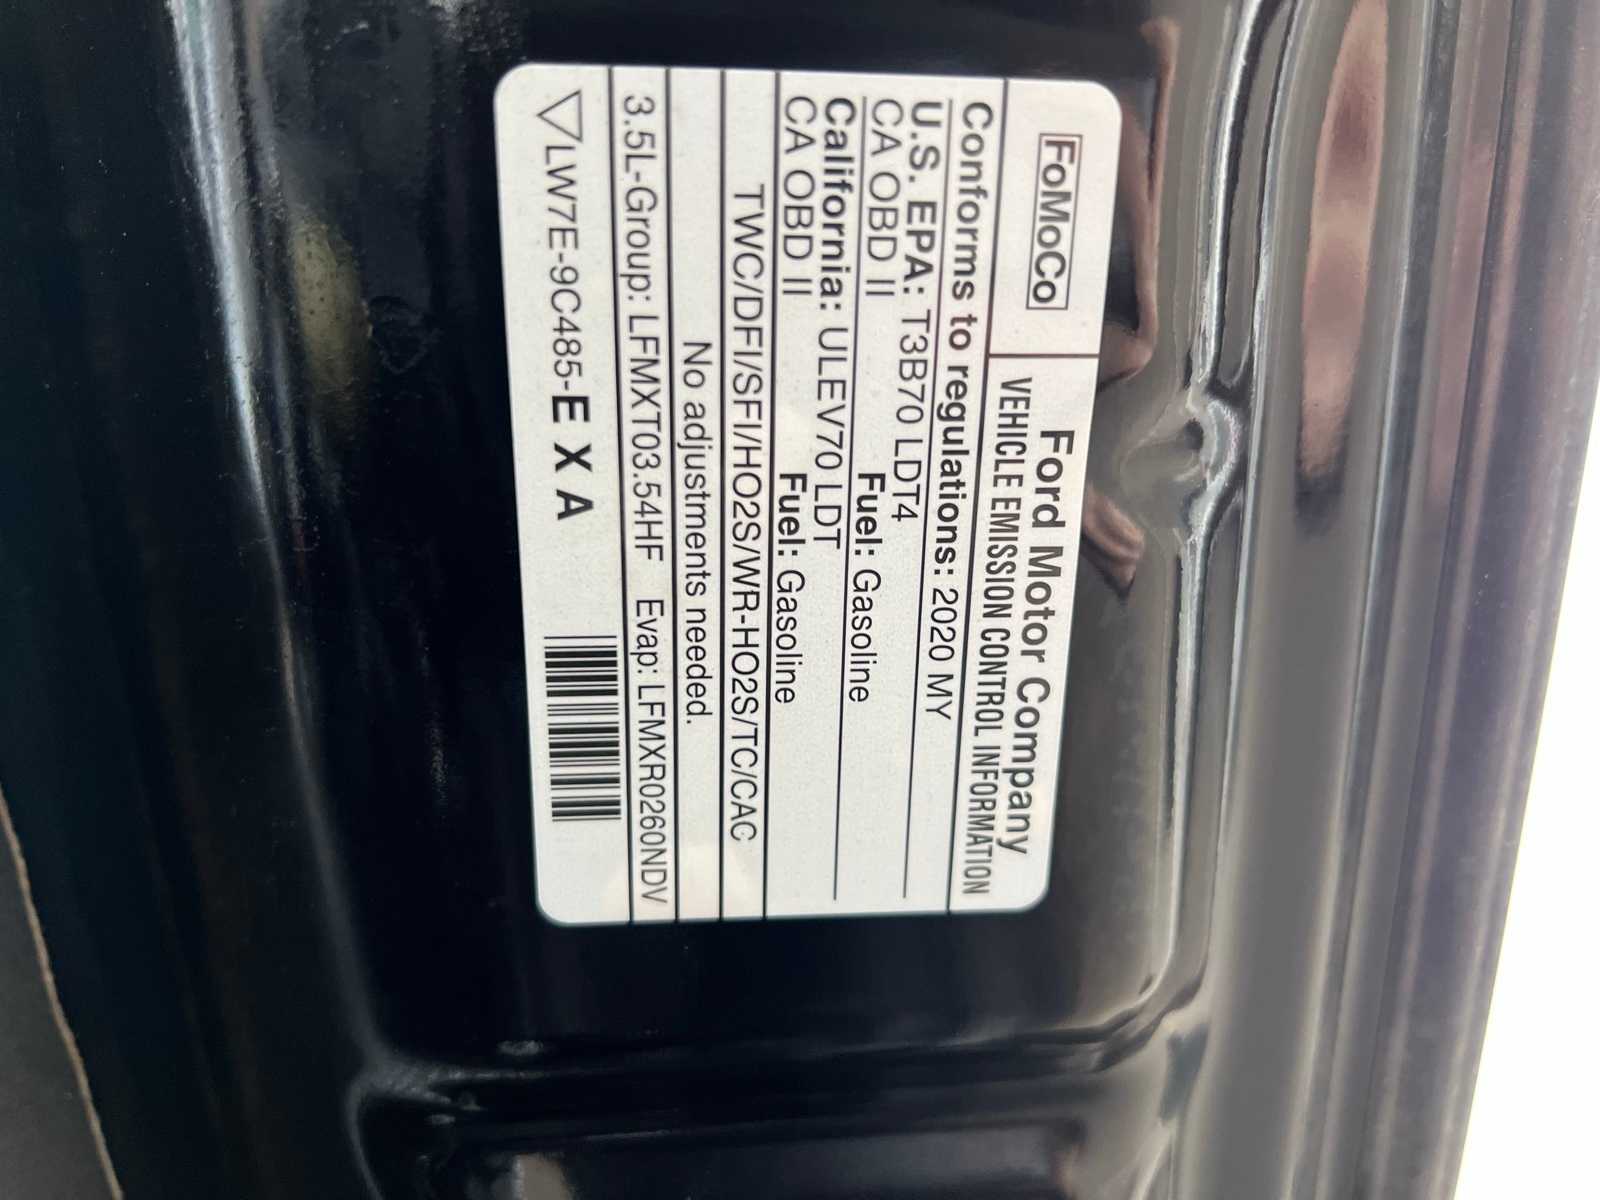 FoMoCo
Ford Motor Company
VEHICLE EMISSION CONTROL INFORMATION
Conforms to regulations: 2020 MY
U.S. EPA: T3B70 LDT4
CA OBD II Fuel: Gasoline
California: ULEV70 LDT
CA OBD II Fuel: Gasoline
TWC/DFI/SFI/HO2S/WR-HO2S/TC/CAC
No adjustments needed.
3.5L-Group: LFMXT03.54HF Evap: LFMXR0260NDV
LW7E-9C485-E X A